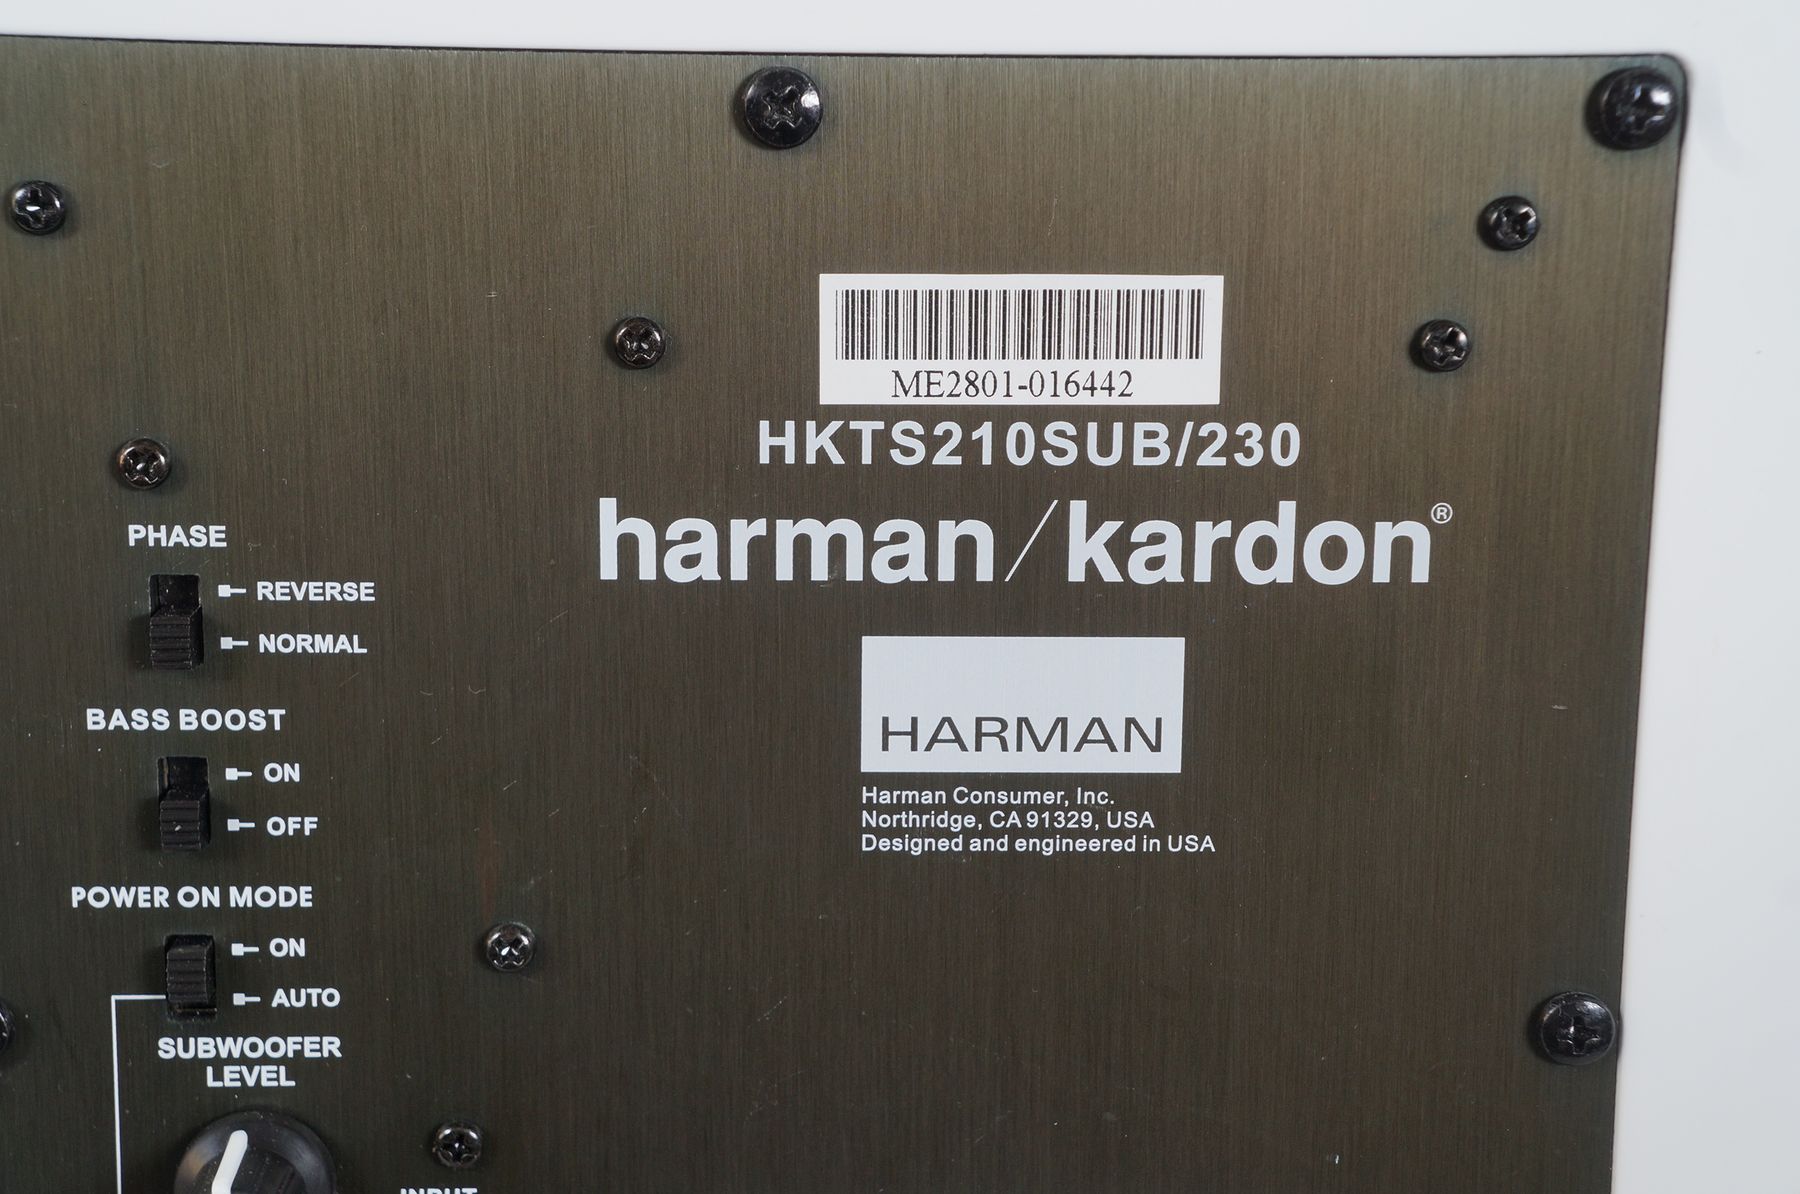 ME2801-016442
HKTS210SUB/230
harman/kardon®
HARMAN
Harman Consumer, Inc.
Northridge, CA 91329, USA
Designed and engineered in USA
PHASE
REVERSE
NORMAL
BASS BOOST
ON
OFF
POWER ON MODE
ON
AUTO
SUBWOOFER
LEVEL
INPUT